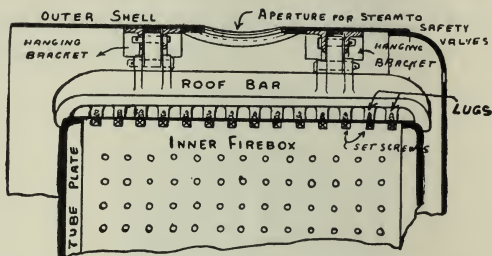 OUTER SHELL
APERTURE FOR STEAM TO
SAFETY
VALVES
HANGING
BRACKET
HANGING
BRACKET
ROOF BAR
LUGS
SET SCREWS
INNER FIREBOX
TUBE PLATE